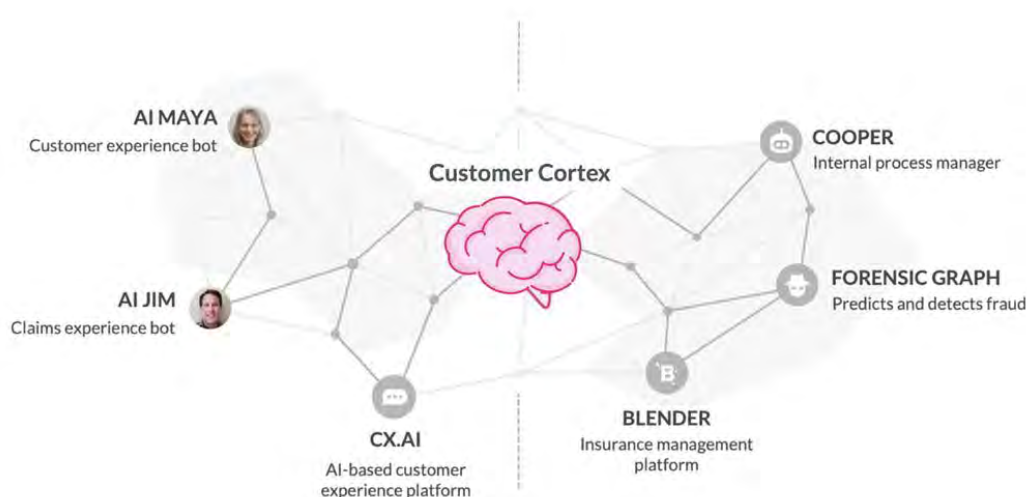 AI MAYA
Customer experience bot
AI JIM
Claims experience bot
CX.AI
AI-based customer
experience platform
Customer Cortex
COOPER
Internal process manager
FORENSIC GRAPH
Predicts and detects fraud
B
BLENDER
Insurance management
platform